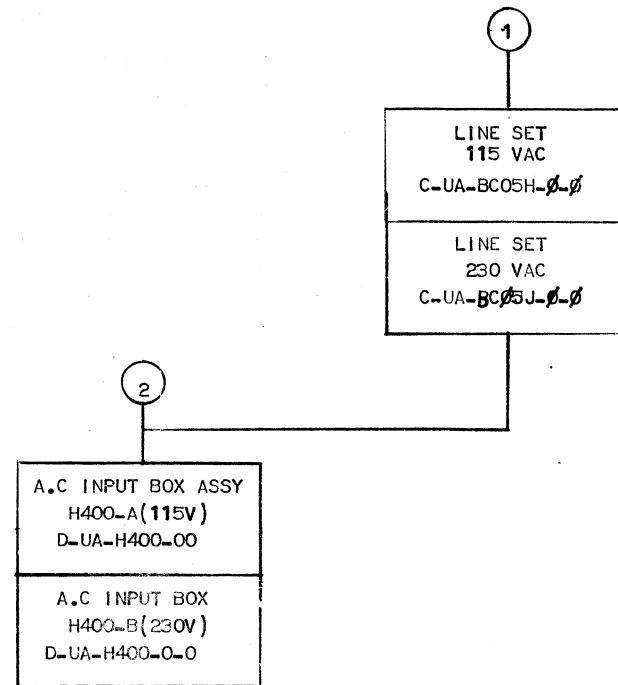 1
LINE SET
115 VAC
C-UA-BC05H-Ø-Ø
LINE SET
230 VAC
C-UA-BCØ5J-Ø-Ø
2
A.C INPUT BOX ASSY
H400-A(115V)
D-UA-H400-00
A.C INPUT BOX
H400-B(230V)
D-UA-H400-0-0